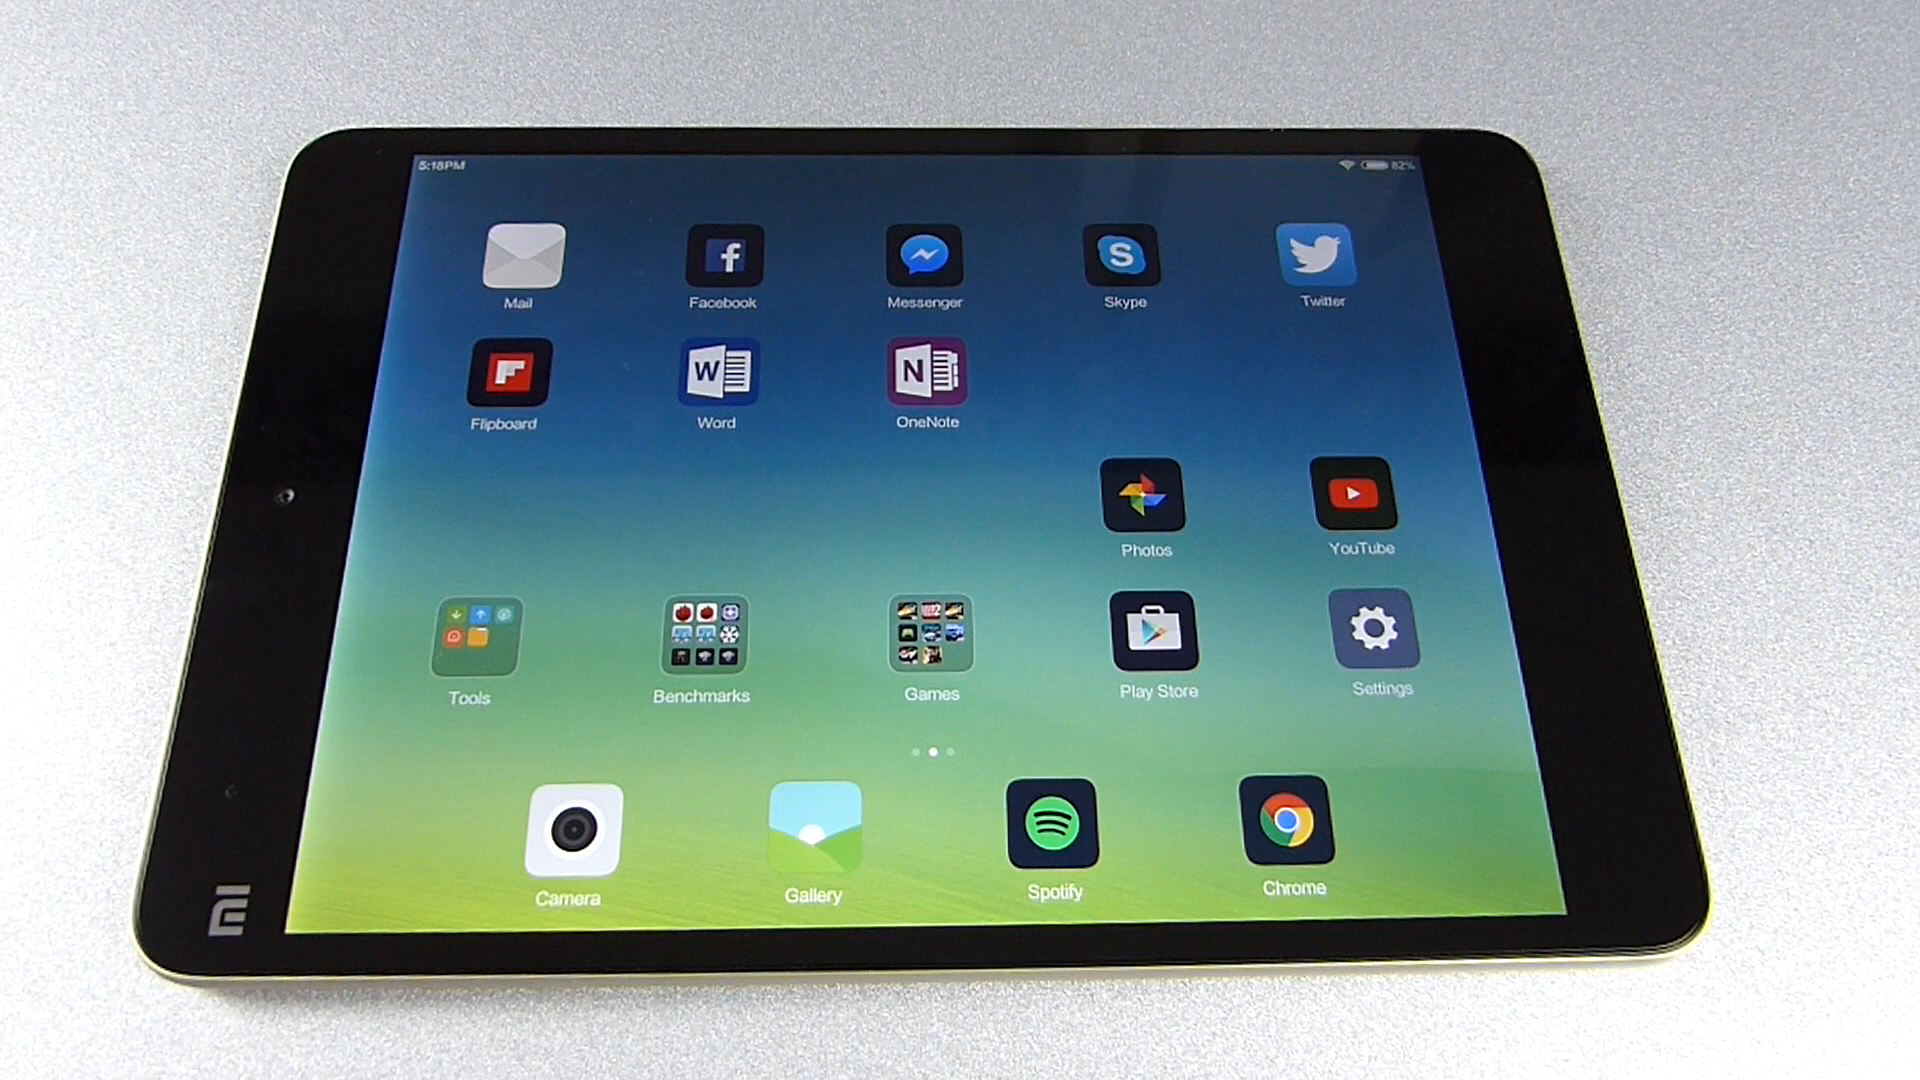 5:18PM 82%
Mail Facebook Messenger Skype Twitter
Flipboard Word OneNote
Photos YouTube
Tools Benchmarks Games Play Store Settings
Camera Gallery Spotify Chrome
mi